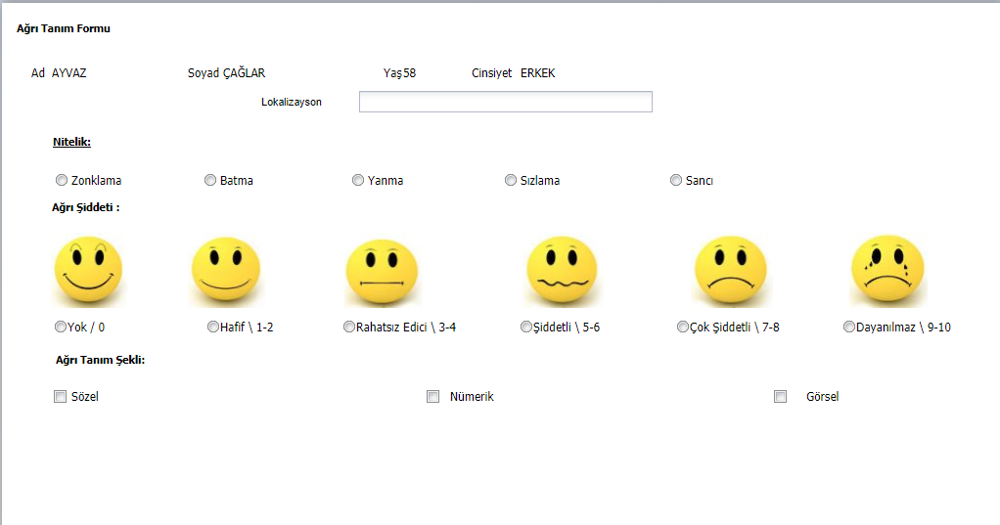 Ağrı Tanım Formu
Ad AYVAZ Soyad ÇAĞLAR Yaş58 Cinsiyet ERKEK
Lokalizayson
Nitelik:
Zonklama Batma Yanma Sızlama Sancı
Ağrı Şiddeti :
Yok / 0 Hafif \ 1-2 Rahatsız Edici \ 3-4 Şiddetli \ 5-6 Çok Şiddetli \ 7-8 Dayanılmaz \ 9-10
Ağrı Tanım Şekli:
Sözel Nümerik Görsel